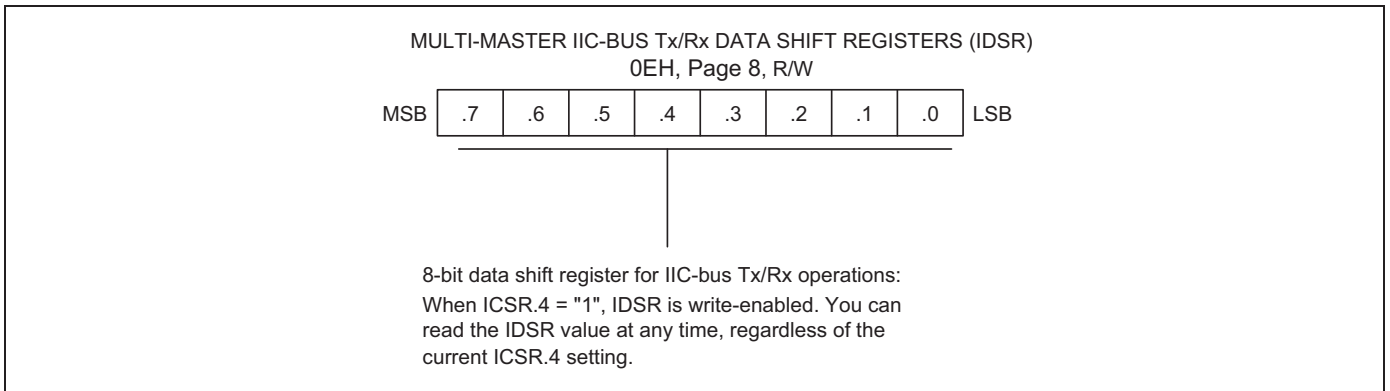 MULTI-MASTER IIC-BUS Tx/Rx DATA SHIFT REGISTERS (IDSR)
0EH, Page 8, R/W
MSB .7 .6 .5 .4 .3 .2 .1 .0 LSB
8-bit data shift register for IIC-bus Tx/Rx operations:
When ICSR.4 = "1", IDSR is write-enabled. You can
read the IDSR value at any time, regardless of the
current ICSR.4 setting.